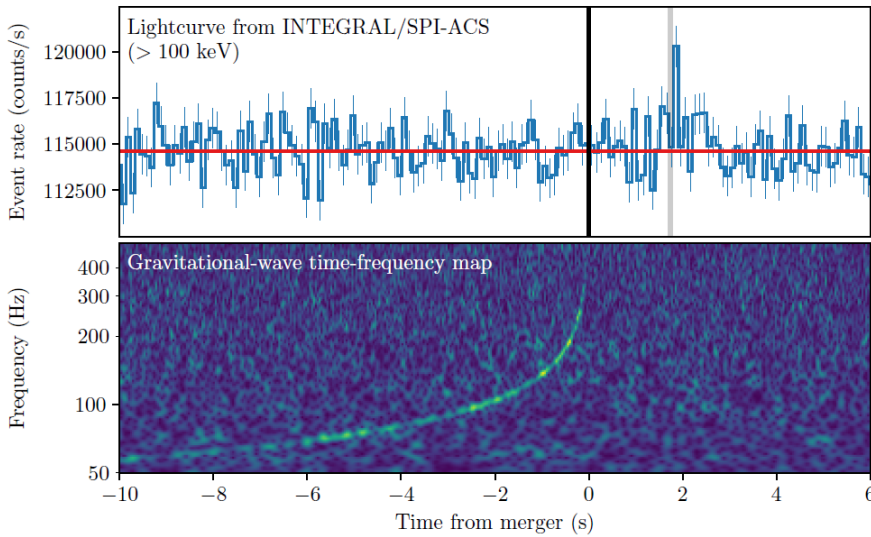 Lightcurve from INTEGRAL/SPI-ACS
(> 100 keV)
Event rate (counts/s)
120000
117500
115000
112500
Gravitational-wave time-frequency map
Frequency (Hz)
400
300
200
100
50
−10 −8 −6 −4 −2 0 2 4 6
Time from merger (s)